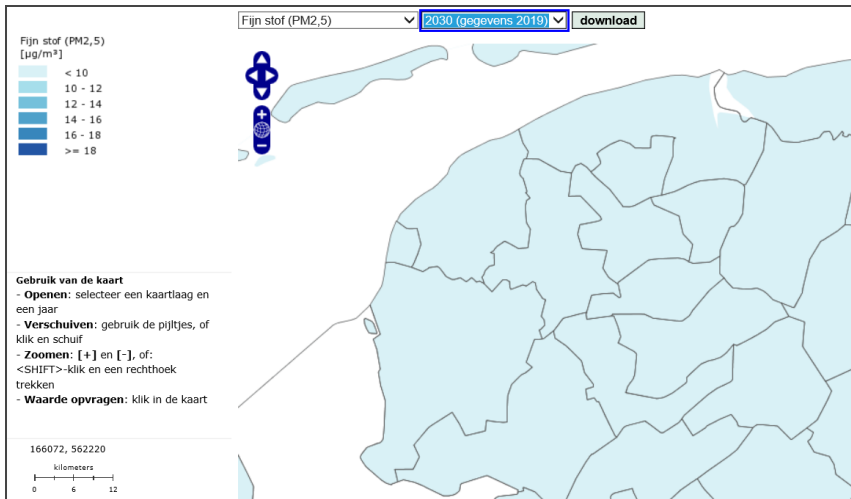 Fijn stof (PM2,5) 2030 (gegevens 2019) download
Fijn stof (PM2,5)
[µg/m³]
< 10
10 - 12
12 - 14
14 - 16
16 - 18
>= 18
Gebruik van de kaart
- Openen: selecteer een kaartlaag en
een jaar
- Verschuiven: gebruik de pijltjes, of
klik en schuif
- Zoomen: [+] en [-], of:
<SHIFT>-klik en een rechthoek
trekken
- Waarde opvragen: klik in de kaart
166072, 562220
kilometers
0 6 12